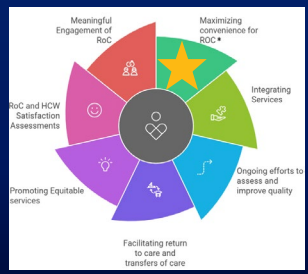 Meaningful
Engagement of
RoC
Maximizing
convenience for
ROC*
Integrating
Services
Ongoing efforts to
assess and
improve quality
Facilitating return
to care and
transfers of care
Promoting Equitable
services
RoC and HCW
Satisfaction
Assessments